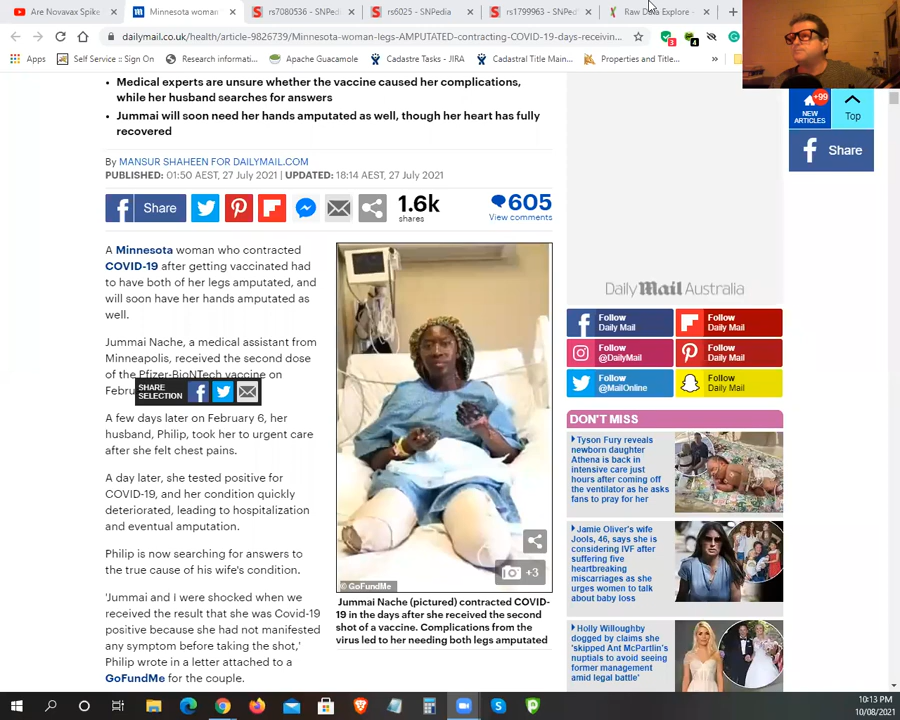 Are Novavax Spike
Minnesota woman
rs7080536 - SNPedi
rs6025 - SNPedia
rs1799963 - SNPedi
Raw Data Explore
dailymail.co.uk/health/article-9826739/Minnesota-woman-legs-AMPUTATED-contracting-COVID-19-days-receivin...
Apps
Self Service :: Sign On
Research informati...
Apache Guacamole
Cadastre Tasks - JIRA
Cadastral Title Main...
Properties and Title...
»
Medical experts are unsure whether the vaccine caused her complications,
while her husband searches for answers
Jummai will soon need her hands amputated as well, though her heart has fully
recovered
By MANSUR SHAHEEN FOR DAILYMAIL.COM
PUBLISHED: 01:50 AEST, 27 July 2021 | UPDATED: 18:14 AEST, 27 July 2021
Share
1.6k
shares
605
View comments
A Minnesota woman who contracted
COVID-19 after getting vaccinated had
to have both of her legs amputated, and
will soon have her hands amputated as
well.
Jummai Nache, a medical assistant from
Minneapolis, received the second dose
of the Pfizer-BioNTech vaccine on
Febru
SHARE
SELECTION
A few days later on February 6, her
husband, Philip, took her to urgent care
after she felt chest pains.
A day later, she tested positive for
COVID-19, and her condition quickly
deteriorated, leading to hospitalization
and eventual amputation.
Philip is now searching for answers to
the true cause of his wife's condition.
'Jummai and I were shocked when we
received the result that she was Covid-19
positive because she had not manifested
any symptom before taking the shot,'
Philip wrote in a letter attached to a
GoFundMe for the couple.
© GoFundMe
+3
Jummai Nache (pictured) contracted COVID-
19 in the days after she received the second
shot of a vaccine. Complications from the
virus led to her needing both legs amputated
+99
NEW
ARTICLES
Top
Share
Daily Mail Australia
Follow
Daily Mail
Follow
Daily Mail
Follow
@DailyMail
Follow
Daily Mail
Follow
@MailOnline
Follow
Daily Mail
DON'T MISS
Tyson Fury reveals
newborn daughter
Athena is back in
intensive care just
hours after coming off
the ventilator as he asks
fans to pray for her
Jamie Oliver's wife
Jools, 46, says she is
considering IVF after
suffering five
heartbreaking
miscarriages as she
urges women to talk
about baby loss
Holly Willoughby
dogged by claims she
'skipped Ant McPartlin's
nuptials to avoid seeing
former management
amid legal battle'
10:13 PM
10/08/2021